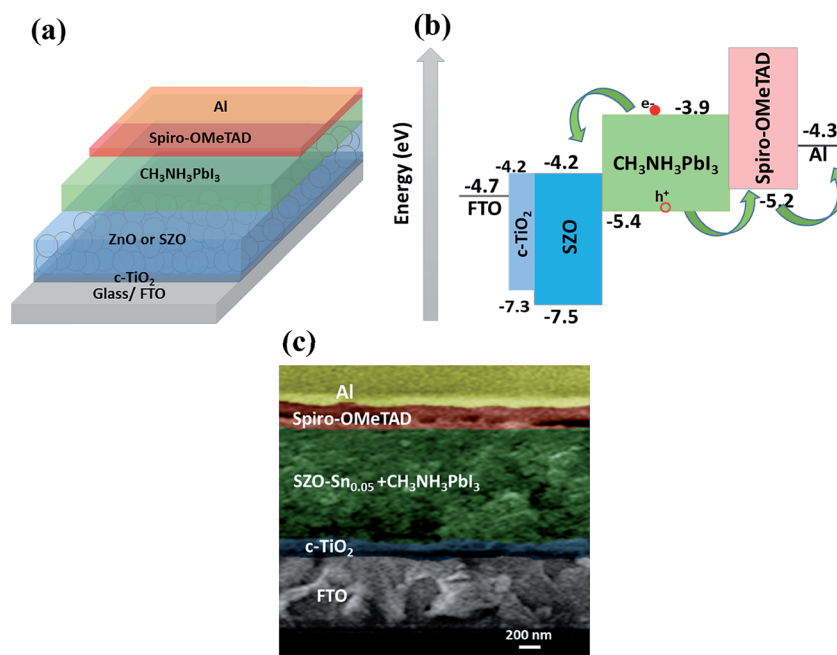 (a)
Al
Spiro-OMeTAD
CH₃NH₃PbI₃
ZnO or SZO
c-TiO₂
Glass/ FTO
(b)
Energy (eV)
-4.7
FTO
-4.2
c-TiO₂
-7.3
-4.2
SZO
-7.5
e-
-3.9
CH₃NH₃PbI₃
h⁺
-5.4
Spiro-OMeTAD
-5.2
-4.3
Al
(c)
Al
Spiro-OMeTAD
SZO-Sn₀.₀₅ +CH₃NH₃PbI₃
c-TiO₂
FTO
200 nm